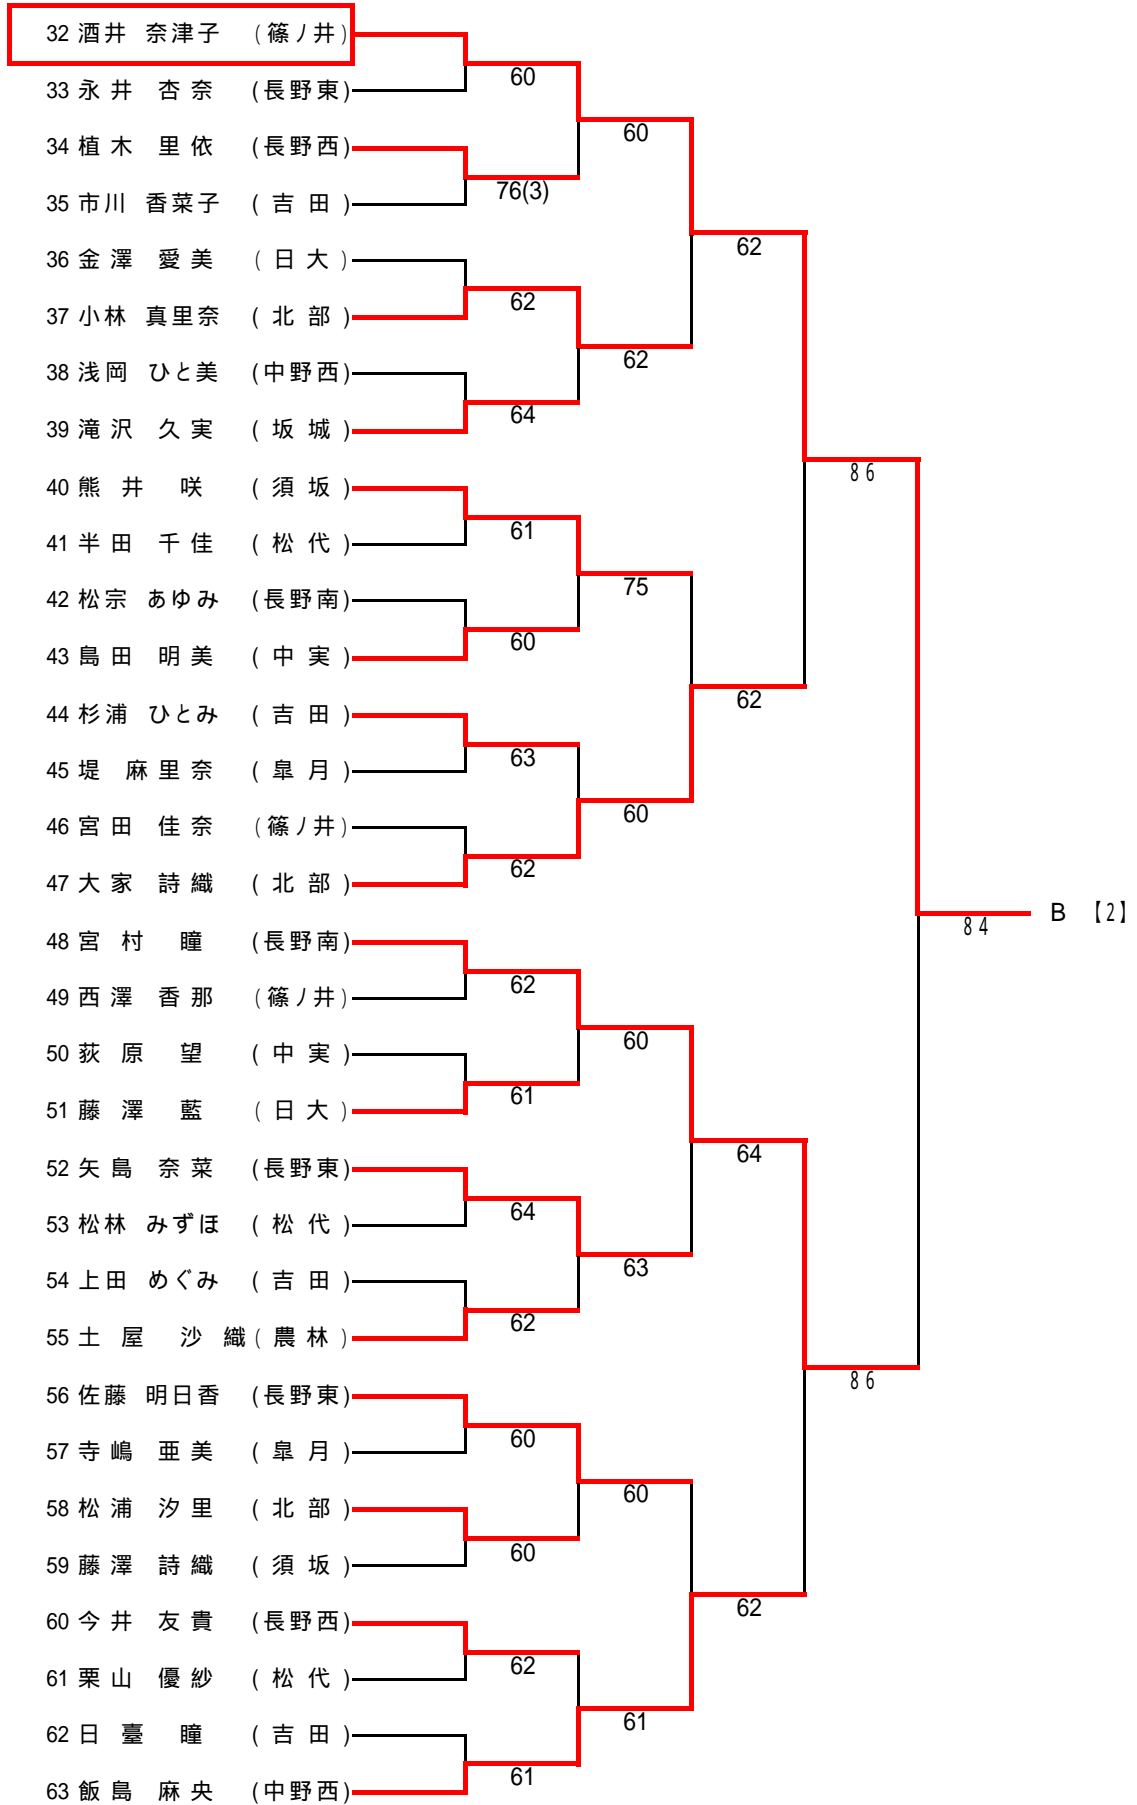 32 酒井 奈津子 (篠ノ井)
60
33 永井 杏奈 (長野東)
60
34 植木 里依 (長野西)
76(3)
35 市川 香菜子 (吉田)
62
36 金澤 愛美 (日大)
62
37 小林 真里奈 (北部)
62
38 浅岡 ひと美 (中野西)
64
39 滝沢 久実 (坂城)
86
40 熊井 咲 (須坂)
61
41 半田 千佳 (松代)
75
42 松宗 あゆみ (長野南)
60
43 島田 明美 (中実)
62
44 杉浦 ひとみ (吉田)
63
45 堤 麻里奈 (皐月)
60
46 宮田 佳奈 (篠ノ井)
62
47 大家 詩織 (北部)
84 B 【2】
48 宮村 瞳 (長野南)
62
49 西澤 香那 (篠ノ井)
60
50 荻原 望 (中実)
61
51 藤澤 藍 (日大)
64
52 矢島 奈菜 (長野東)
64
53 松林 みずほ (松代)
63
54 上田 めぐみ (吉田)
62
55 土屋 沙織 (農林)
86
56 佐藤 明日香 (長野東)
60
57 寺嶋 亜美 (皐月)
60
58 松浦 汐里 (北部)
60
59 藤澤 詩織 (須坂)
62
60 今井 友貴 (長野西)
62
61 栗山 優紗 (松代)
61
62 日臺 瞳 (吉田)
61
63 飯島 麻央 (中野西)